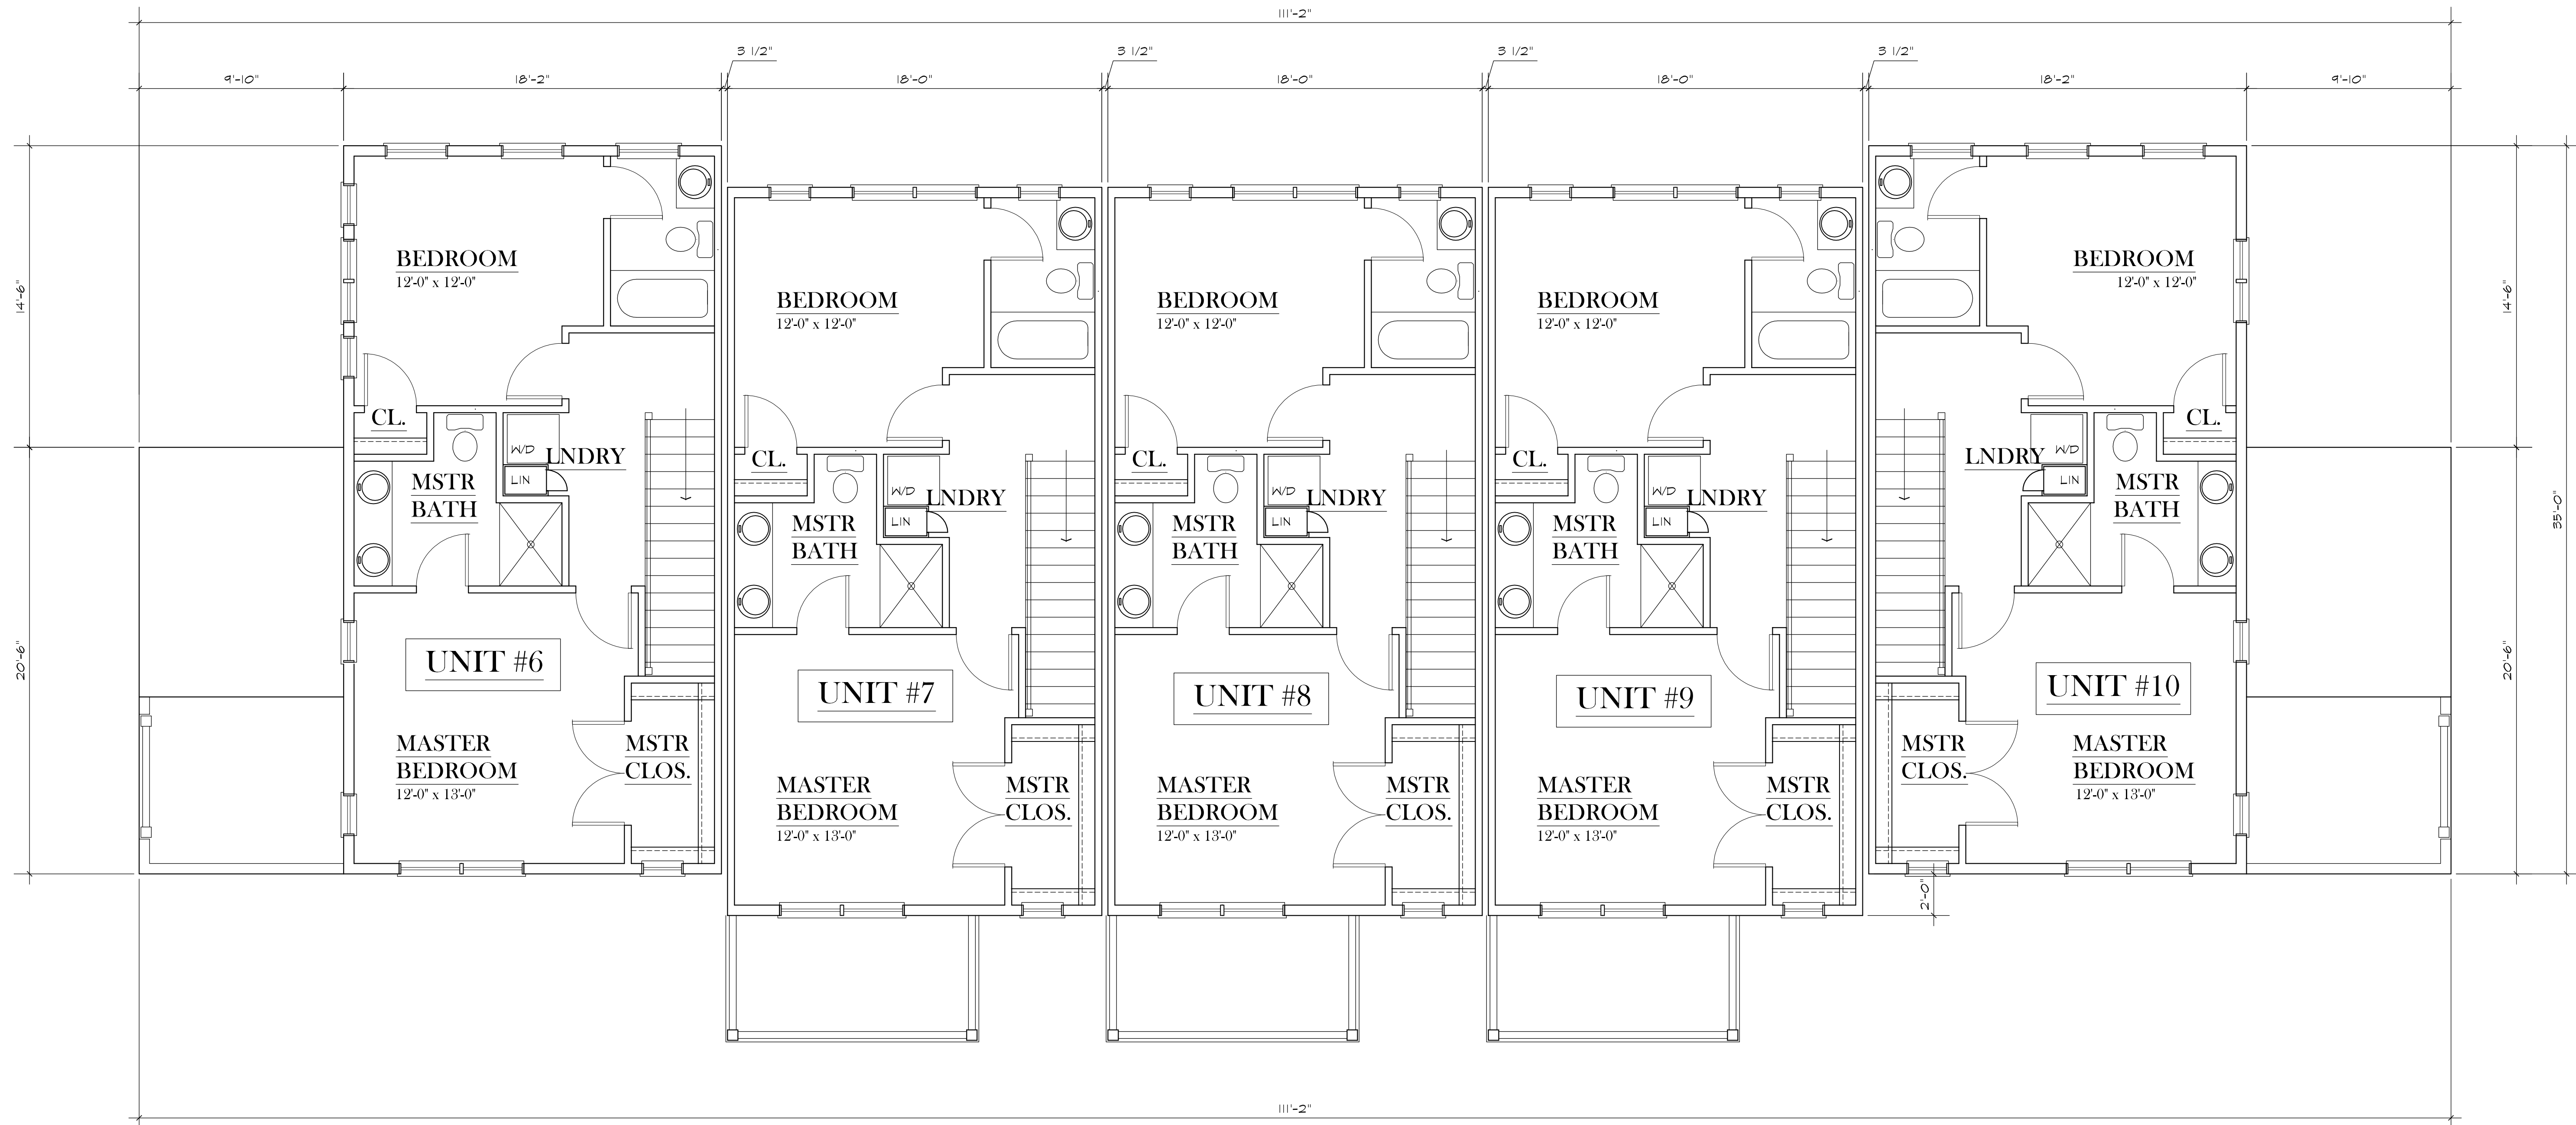 111'-2"
3 1/2"
3 1/2"
3 1/2"
3 1/2"
9'-10"
18'-2"
18'-0"
18'-0"
18'-0"
18'-2"
9'-10"
14'-6"
20'-6"
BEDROOM
12'-0" x 12'-0"
CL.
W/D
LNDRY
LIN
MSTR
BATH
UNIT #6
MASTER
BEDROOM
12'-0" x 13'-0"
MSTR
CLOS.
BEDROOM
12'-0" x 12'-0"
CL.
W/D
LNDRY
LIN
MSTR
BATH
UNIT #7
MASTER
BEDROOM
12'-0" x 13'-0"
MSTR
CLOS.
BEDROOM
12'-0" x 12'-0"
CL.
W/D
LNDRY
LIN
MSTR
BATH
UNIT #8
MASTER
BEDROOM
12'-0" x 13'-0"
MSTR
CLOS.
BEDROOM
12'-0" x 12'-0"
CL.
W/D
LNDRY
LIN
MSTR
BATH
UNIT #9
MASTER
BEDROOM
12'-0" x 13'-0"
MSTR
CLOS.
BEDROOM
12'-0" x 12'-0"
CL.
LNDRY
W/D
LIN
MSTR
BATH
UNIT #10
MSTR
CLOS.
MASTER
BEDROOM
12'-0" x 13'-0"
2'-0"
14'-6"
20'-6"
35'-0"
111'-2"